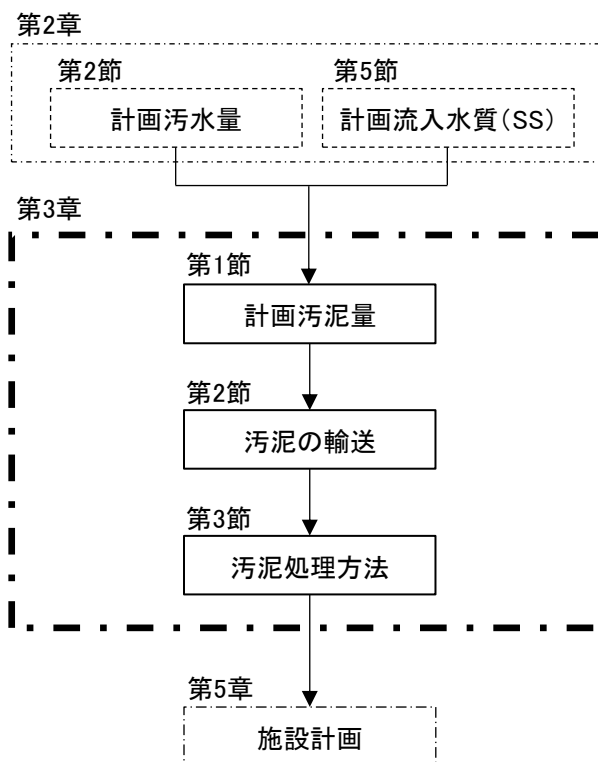 第2章
第2節
第5節
計画汚水量
計画流入水質(SS)
第3章
第1節
計画汚泥量
第2節
汚泥の輸送
第3節
汚泥処理方法
第5章
施設計画